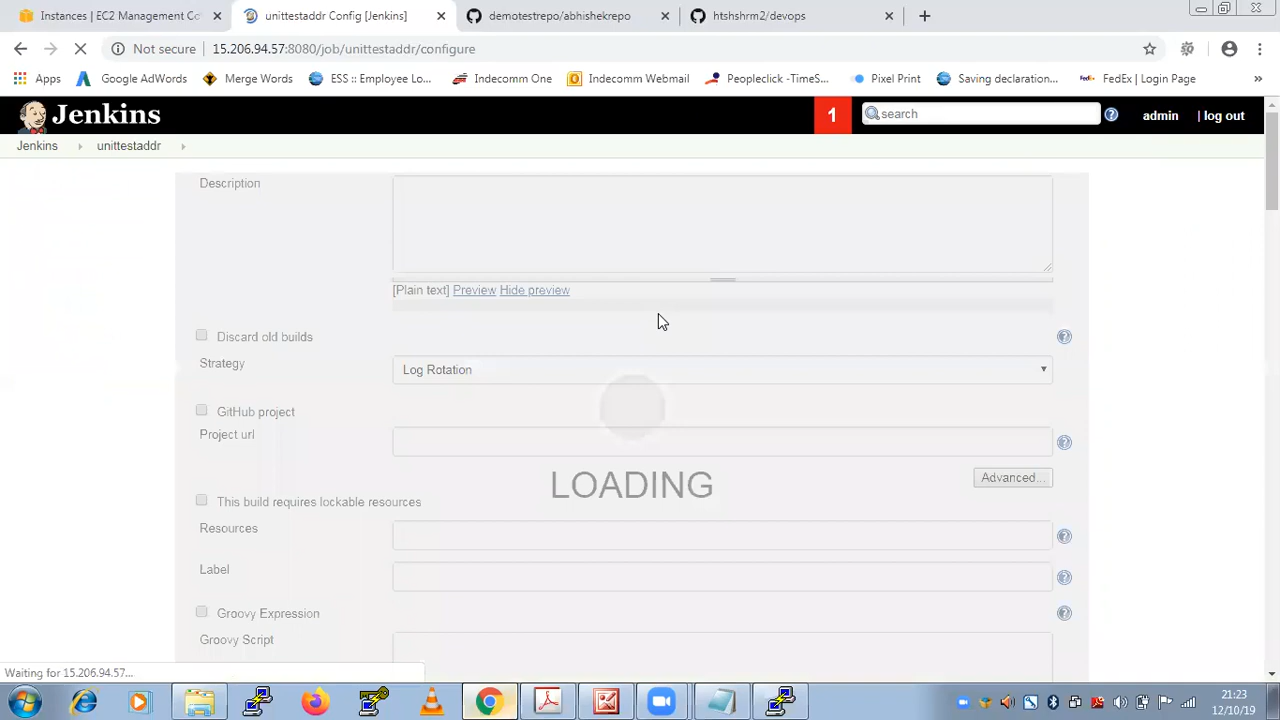 Instances | EC2 Management Co
unittestaddr Config [Jenkins]
demotestrepo/abhishekrepo
htshshrm2/devops
Not secure
15.206.94.57:8080/job/unittestaddr/configure
Apps
Google AdWords
Merge Words
ESS :: Employee Lo...
Indecomm One
Indecomm Webmail
Peopleclick -TimeS...
Pixel Print
Saving declaration...
FedEx | Login Page
»
Jenkins
1
search
admin
| log out
Jenkins
unittestaddr
Description
[Plain text] Preview Hide preview
Discard old builds
Strategy
Log Rotation
GitHub project
Project url
LOADING
Advanced...
This build requires lockable resources
Resources
Label
Groovy Expression
Groovy Script
Waiting for 15.206.94.57...
21:23
12/10/19